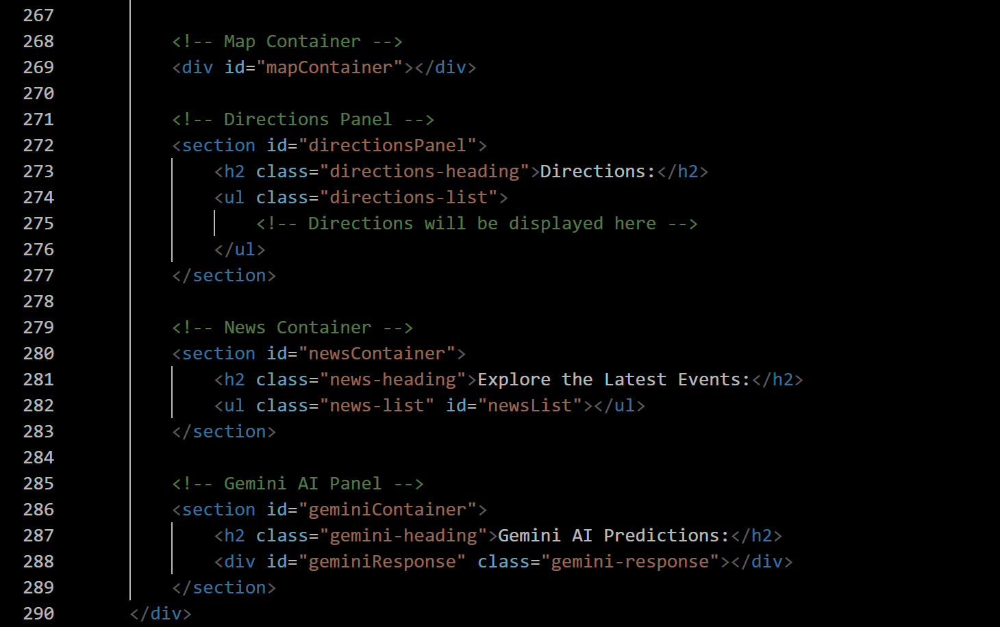 267
268 <!-- Map Container -->
269 <div id="mapContainer"></div>
270
271 <!-- Directions Panel -->
272 <section id="directionsPanel">
273 <h2 class="directions-heading">Directions:</h2>
274 <ul class="directions-list">
275 <!-- Directions will be displayed here -->
276 </ul>
277 </section>
278
279 <!-- News Container -->
280 <section id="newsContainer">
281 <h2 class="news-heading">Explore the Latest Events:</h2>
282 <ul class="news-list" id="newsList"></ul>
283 </section>
284
285 <!-- Gemini AI Panel -->
286 <section id="geminiContainer">
287 <h2 class="gemini-heading">Gemini AI Predictions:</h2>
288 <div id="geminiResponse" class="gemini-response"></div>
289 </section>
290 </div>